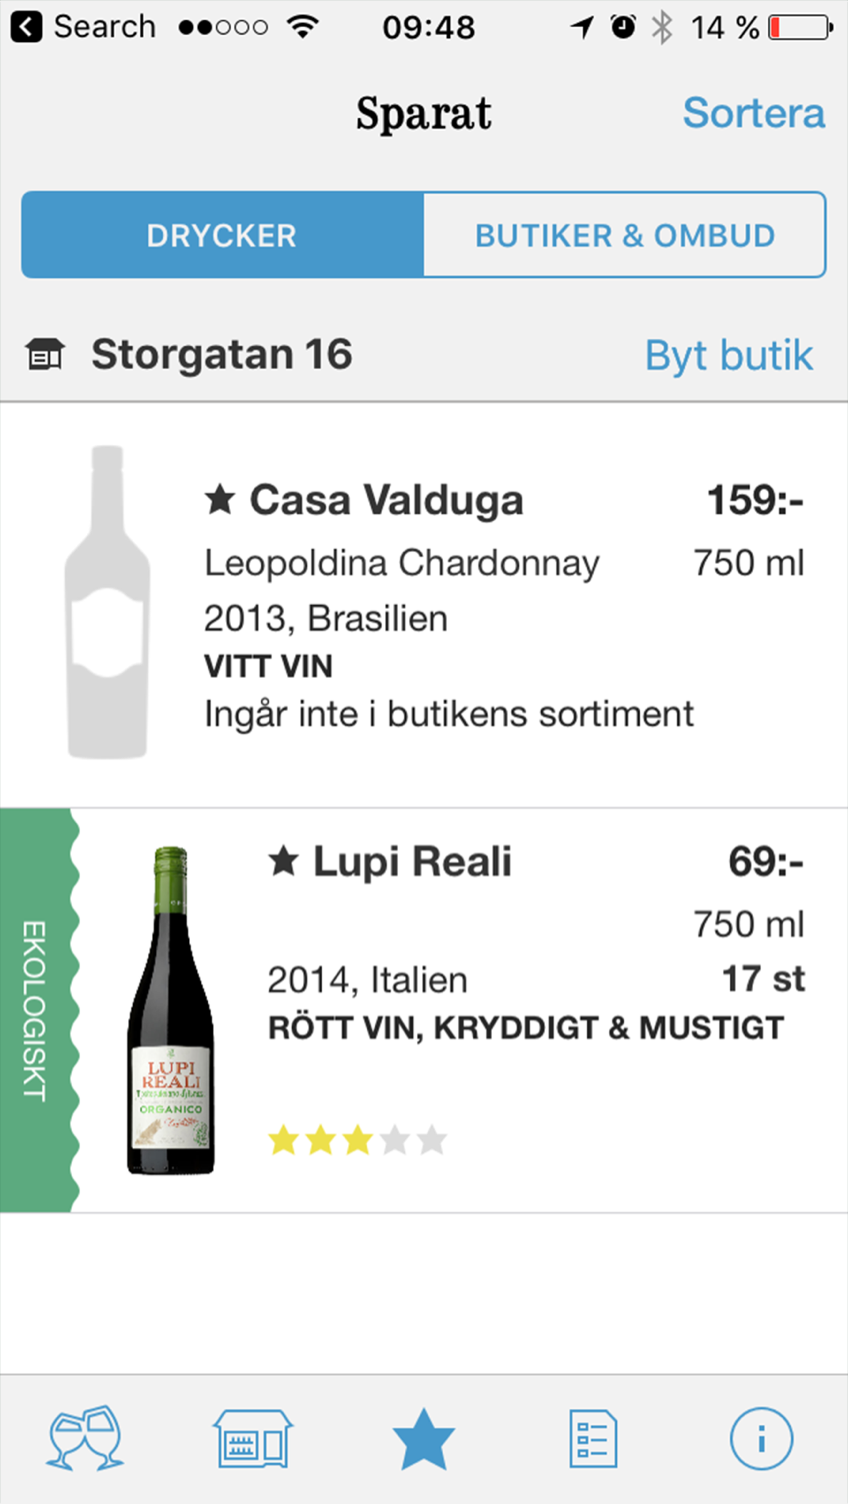 Search 09:48 14 %
Sparat Sortera
DRYCKER BUTIKER & OMBUD
Storgatan 16 Byt butik
Casa Valduga 159:-
Leopoldina Chardonnay 750 ml
2013, Brasilien
VITT VIN
Ingår inte i butikens sortiment
EKOLOGISKT
Lupi Reali 69:-
750 ml
2014, Italien 17 st
RÖTT VIN, KRYDDIGT & MUSTIGT
LUPI
REALI
ORGANICO